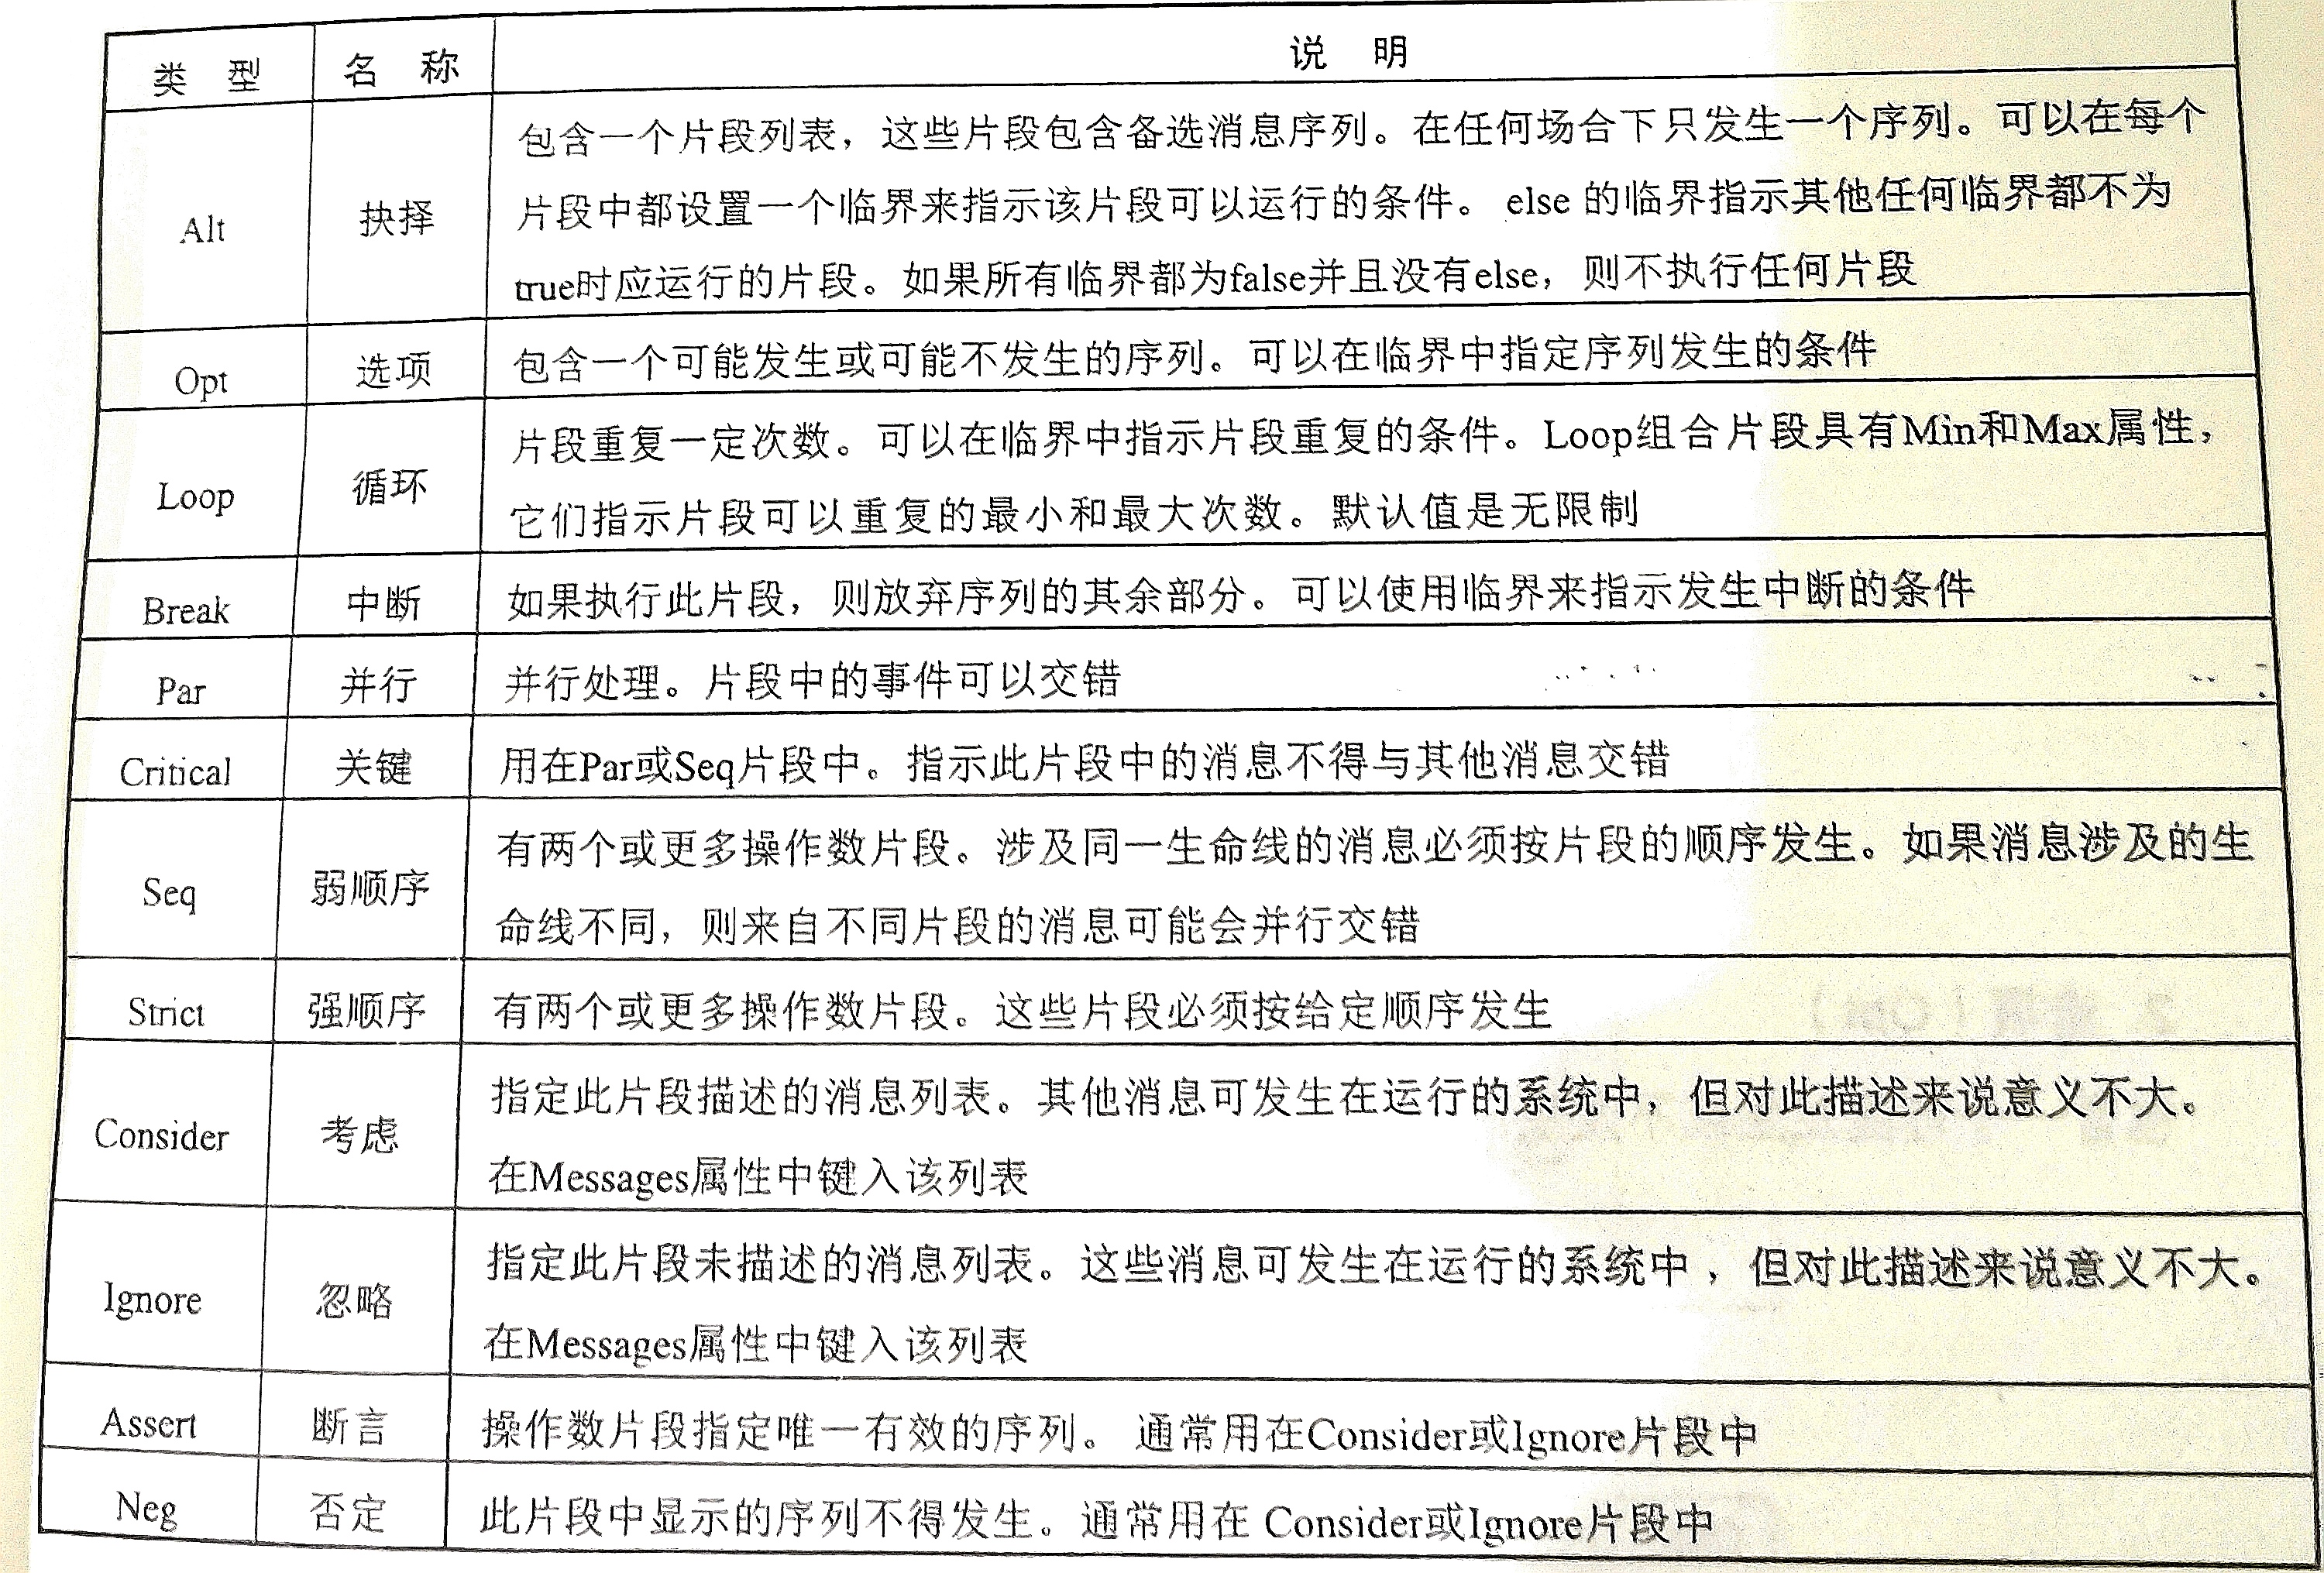 类 型 名 称 说 明
包含一个片段列表，这些片段包含备选消息序列。在任何场合下只发生一个序列。可以在每个
Alt 抉择 片段中都设置一个临界来指示该片段可以运行的条件。else 的临界指示其他任何临界都不为
true时应运行的片段。如果所有临界都为false并且没有else，则不执行任何片段
Opt 选项 包含一个可能发生或可能不发生的序列。可以在临界中指定序列发生的条件
片段重复一定次数。可以在临界中指示片段重复的条件。Loop组合片段具有Min和Max属性，
Loop 循环 它们指示片段可以重复的最小和最大次数。默认值是无限制
Break 中断 如果执行此片段，则放弃序列的其余部分。可以使用临界来指示发生中断的条件
Par 并行 并行处理。片段中的事件可以交错
Critical 关键 用在Par或Seq片段中。指示此片段中的消息不得与其他消息交错
有两个或更多操作数片段。涉及同一生命线的消息必须按片段的顺序发生。如果消息涉及的生
Seq 弱顺序 命线不同，则来自不同片段的消息可能会并行交错
Strict 强顺序 有两个或更多操作数片段。这些片段必须按给定顺序发生
指定此片段描述的消息列表。其他消息可发生在运行的系统中，但对此描述来说意义不大。
Consider 考虑 在Messages属性中键入该列表
指定此片段未描述的消息列表。这些消息可发生在运行的系统中，但对此描述来说意义不大。
Ignore 忽略 在Messages属性中键入该列表
Assert 断言 操作数片段指定唯一有效的序列。 通常用在Consider或Ignore片段中
Neg 否定 此片段中显示的序列不得发生。通常用在 Consider或Ignore片段中